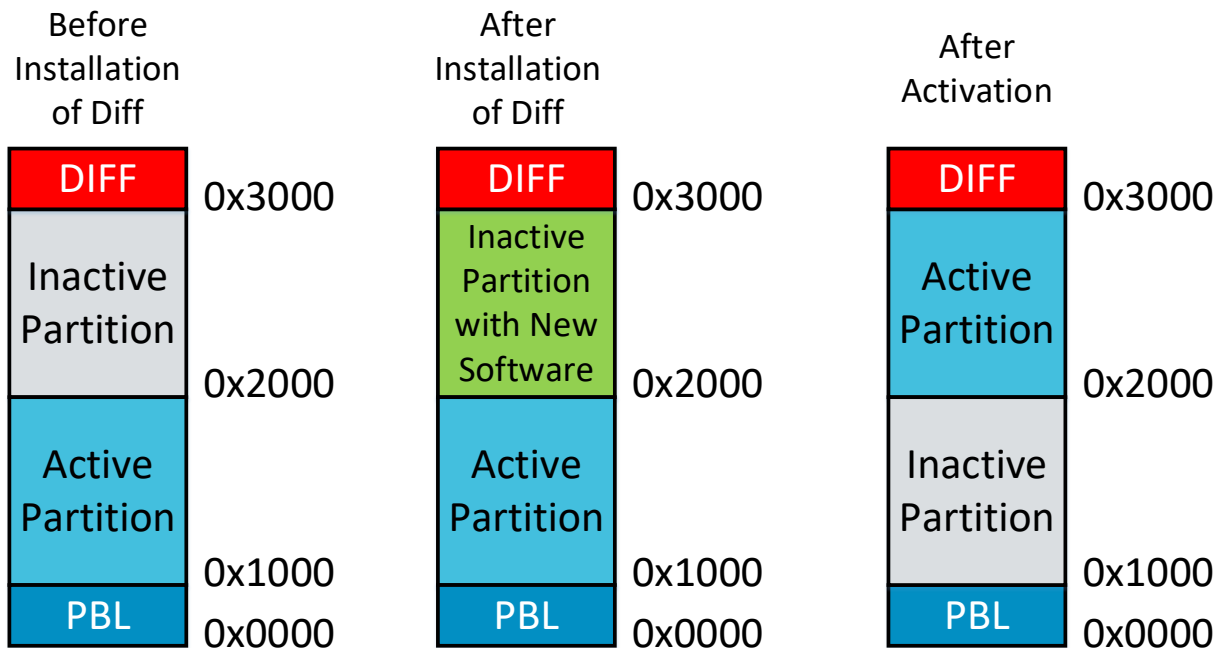 Before
Installation
of Diff
DIFF
0x3000
Inactive
Partition
0x2000
Active
Partition
0x1000
PBL
0x0000
After
Installation
of Diff
DIFF
0x3000
Inactive
Partition
with New
Software
0x2000
Active
Partition
0x1000
PBL
0x0000
After
Activation
DIFF
0x3000
Active
Partition
0x2000
Inactive
Partition
0x1000
PBL
0x0000